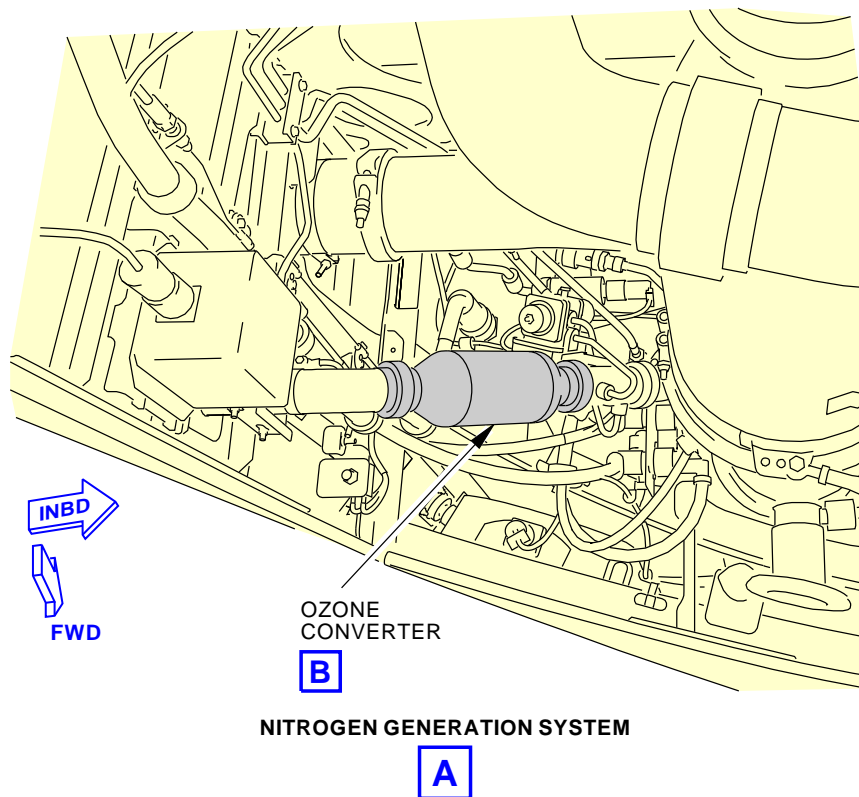 INBD
FWD
OZONE
CONVERTER
B
NITROGEN GENERATION SYSTEM
A